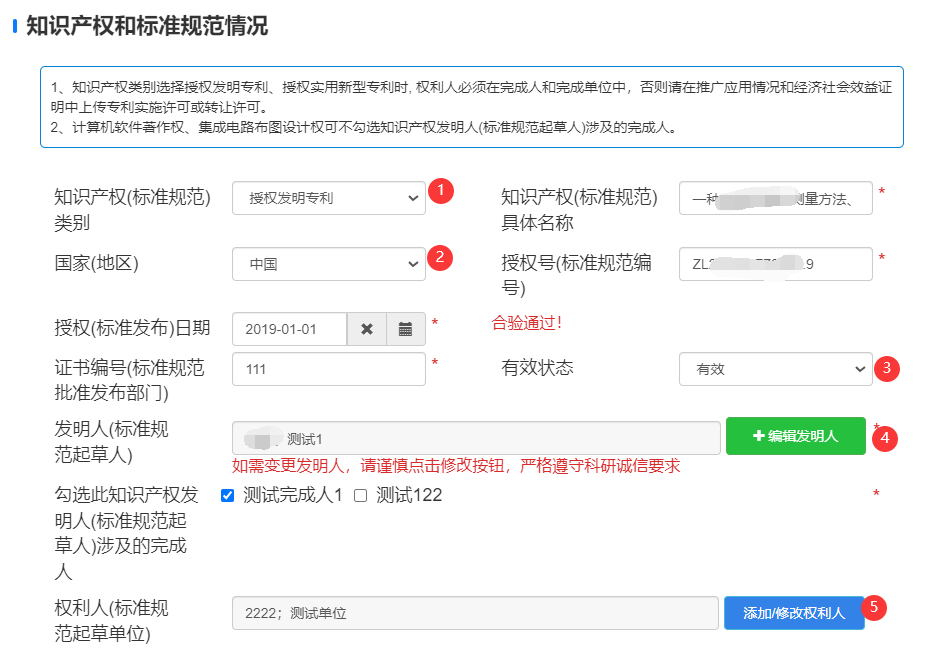 知识产权和标准规范情况
1、知识产权类别选择授权发明专利、授权实用新型专利时, 权利人必须在完成人和完成单位中，否则请在推广应用情况和经济社会效益证
明中上传专利实施许可或转让许可。
2、计算机软件著作权、集成电路布图设计权可不勾选知识产权发明人(标准规范起草人)涉及的完成人。
知识产权(标准规范) 授权发明专利 1 知识产权(标准规范) 一种 测量方法、 *
类别 具体名称
国家(地区) 中国 2 授权号(标准规范编 ZL2 .9 *
号)
授权(标准发布)日期 2019-01-01 * 合验通过!
证书编号(标准规范 111 * 有效状态 有效 3
批准发布部门)
发明人(标准规 测试1 编辑发明人 * 4
范起草人)
如需变更发明人，请谨慎点击修改按钮，严格遵守科研诚信要求
勾选此知识产权发 测试完成人1 测试122 *
明人(标准规范起
草人)涉及的完成
人
权利人(标准规 2222；测试单位 添加/修改权利人 5
范起草单位)